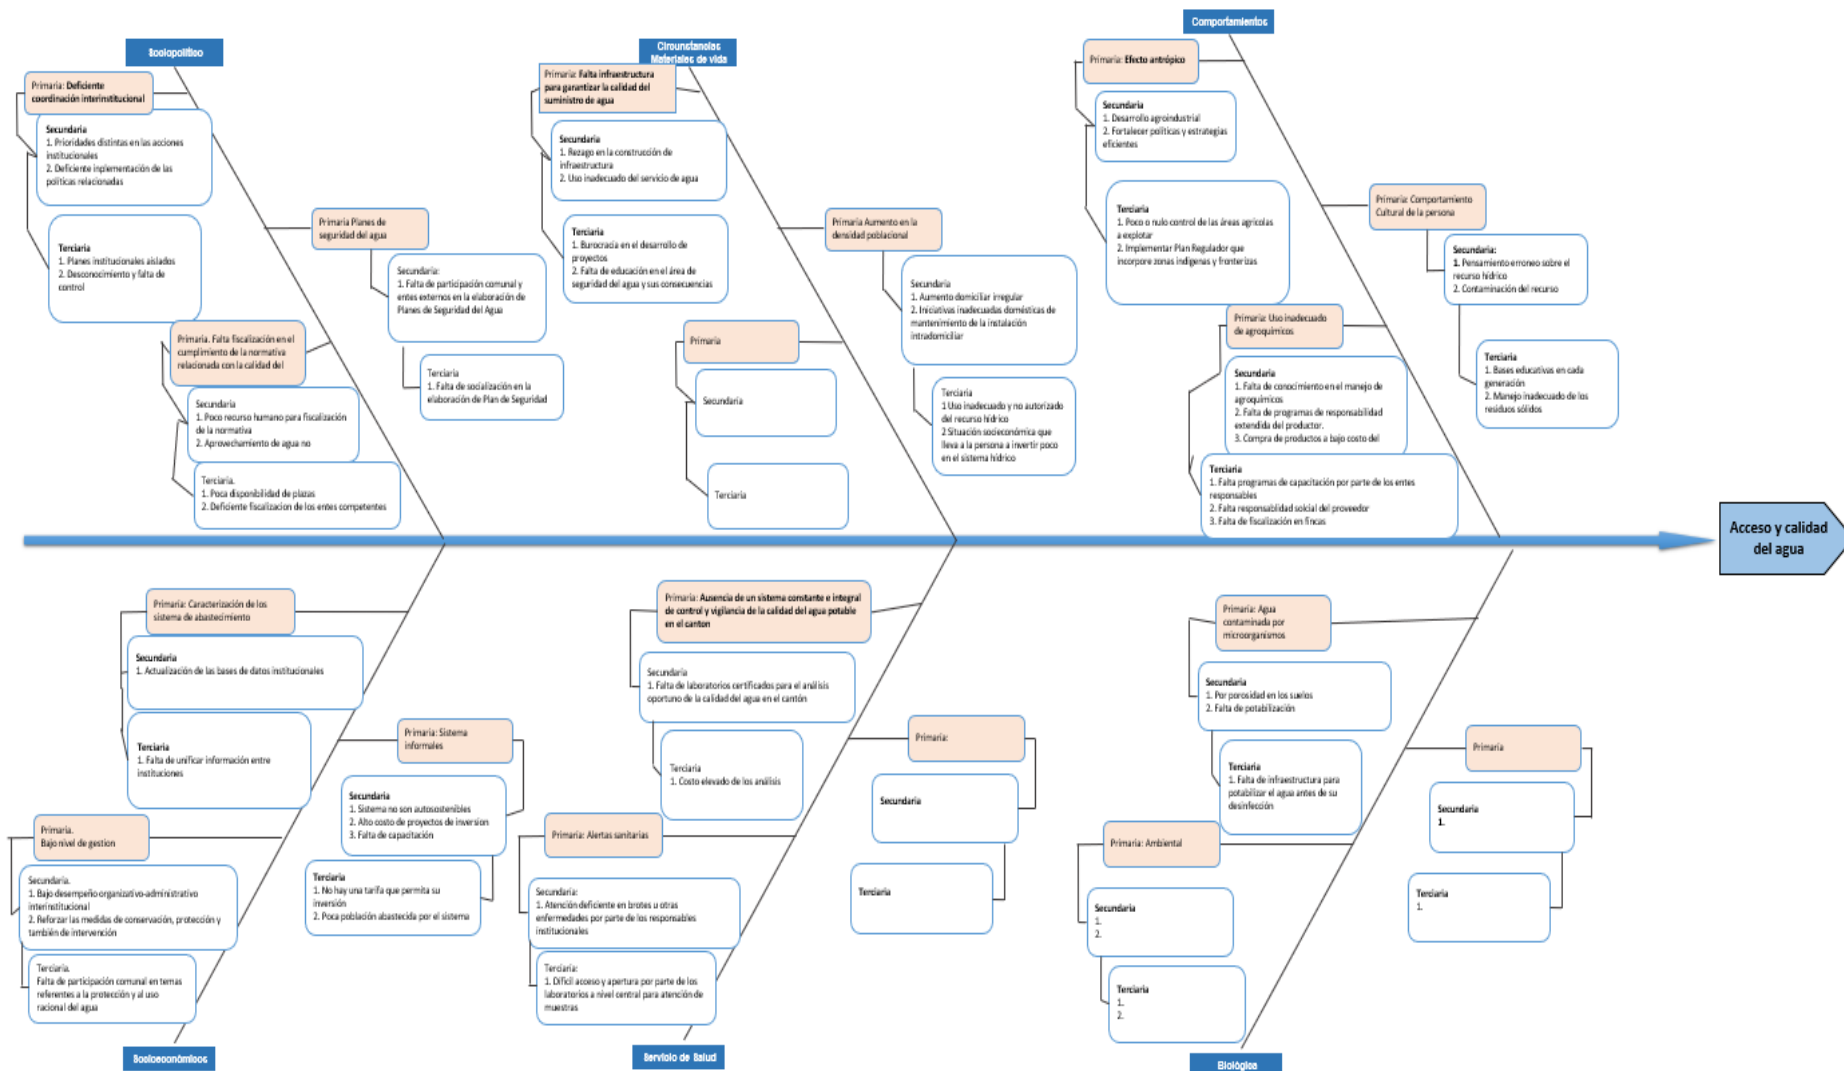 Sociopolítico
Primaria: Deficiente
coordinación interinstitucional
Secundaria
1. Prioridades distintas en las acciones
institucionales
2. Deficiente inplementación de las
políticas relacionadas
Terciaria
1. Planes institucionales aislados
2. Desconocimiento y falta de
control
Primaria Planes de
seguridad del agua
Secundaria:
1. Falta de participación comunal y
entes externos en la elaboración de
Planes de Seguridad del Agua
Terciaria
1. Falta de socialización en la
elaboración de Plan de Seguridad
Primaria. Falta fiscalización en el
cumplimiento de la normativa
relacionada con la calidad del
Secundaria
1. Poco recurso humano para fiscalización
de la normativa
2. Aprovechamiento de agua no
Terciaria.
1. Poca disponibilidad de plazas
2. Deficiente fiscalizacion de los entes competentes
Circunstancias
Materiales de vida
Primaria: Falta infraestructura
para garantizar la calidad del
suministro de agua
Secundaria
1. Rezago en la construcción de
infraestructura
2. Uso inadecuado del servicio de agua
Terciaria
1. Burocracia en el desarrollo de
proyectos
2. Falta de educación en el área de
seguridad del agua y sus consecuencias
Primaria Aumento en la
densidad poblacional
Secundaria
1. Aumento domiciliar irregular
2. Iniciativas inadecuadas domésticas de
mantenimiento de la instalación
intradomiciliar
Terciaria
1 Uso inadecuado y no autorizado
del recurso hídrico
2 Situación socioeconómica que
lleva a la persona a invertir poco
en el sistema hídrico
Primaria
Secundaria
Terciaria
Comportamientos
Primaria: Efecto antrópico
Secundaria
1. Desarrollo agroindustrial
2. Fortalecer políticas y estrategias
eficientes
Terciaria
1. Poco o nulo control de las áreas agrícolas
a explotar
2. Implementar Plan Regulador que
incorpore zonas indígenas y fronterizas
Primaria: Comportamiento
Cultural de la persona
Secundaria:
1. Pensamiento erroneo sobre el
recurso hídrico
2. Contaminación del recurso
Terciaria
1. Bases educativas en cada
generación
2. Manejo inadecuado de los
residuos sólidos
Primaria: Uso inadecuado
de agroquímicos
Secundaria
1. Falta de conocimiento en el manejo de
agroquímicos
2. Falta de programas de responsabilidad
extendida del productor.
3. Compra de productos a bajo costo del
Terciaria
1. Falta programas de capacitación por parte de los entes
responsables
2. Falta responsablidad solcial del proveedor
3. Falta de fiscalización en fincas
Acceso y calidad
del agua
Primaria: Caracterización de los
sistema de abastecimiento
Secundaria
1. Actualización de las bases de datos institucionales
Terciaria
1. Falta de unificar información entre
instituciones
Primaria: Sistema
informales
Secundaria
1. Sistema no son autosostenibles
2. Alto costo de proyectos de inversion
3. Falta de capacitación
Terciaria
1. No hay una tarifa que permita su
inversión
2. Poca población abastecida por el sistema
Primaria.
Bajo nivel de gestion
Secundaria.
1. Bajo desempeño organizativo-administrativo
interinstitucional
2. Reforzar las medidas de conservación, protección y
también de intervención
Terciaria.
Falta de participación comunal en temas
referentes a la protección y al uso
racional del agua
Socioeconómicos
Primaria: Ausencia de un sistema constante e integral
de control y vigilancia de la calidad del agua potable
en el canton
Secundaria
1. Falta de laboratorios certificados para el análisis
oportuno de la calidad del agua en el cantón
Terciaria
1. Costo elevado de los análisis
Primaria:
Secundaria
Terciaria
Primaria: Alertas sanitarias
Secundaria:
1. Atención deficiente en brotes u otras
enfermedades por parte de los responsables
institucionales
Terciaria:
1. Difícil acceso y apertura por parte de los
laboratorios a nivel central para atención de
muestras
Servicio de Salud
Primaria: Agua
contaminada por
microorganismos
Secundaria
1. Por porosidad en los suelos
2. Falta de potabilización
Terciaria
1. Falta de infraestructura para
potabilizar el agua antes de su
desinfección
Primaria
Secundaria
1.
Terciaria
1.
Primaria: Ambiental
Secundaria
1.
2.
Terciaria
1.
2.
Biológica